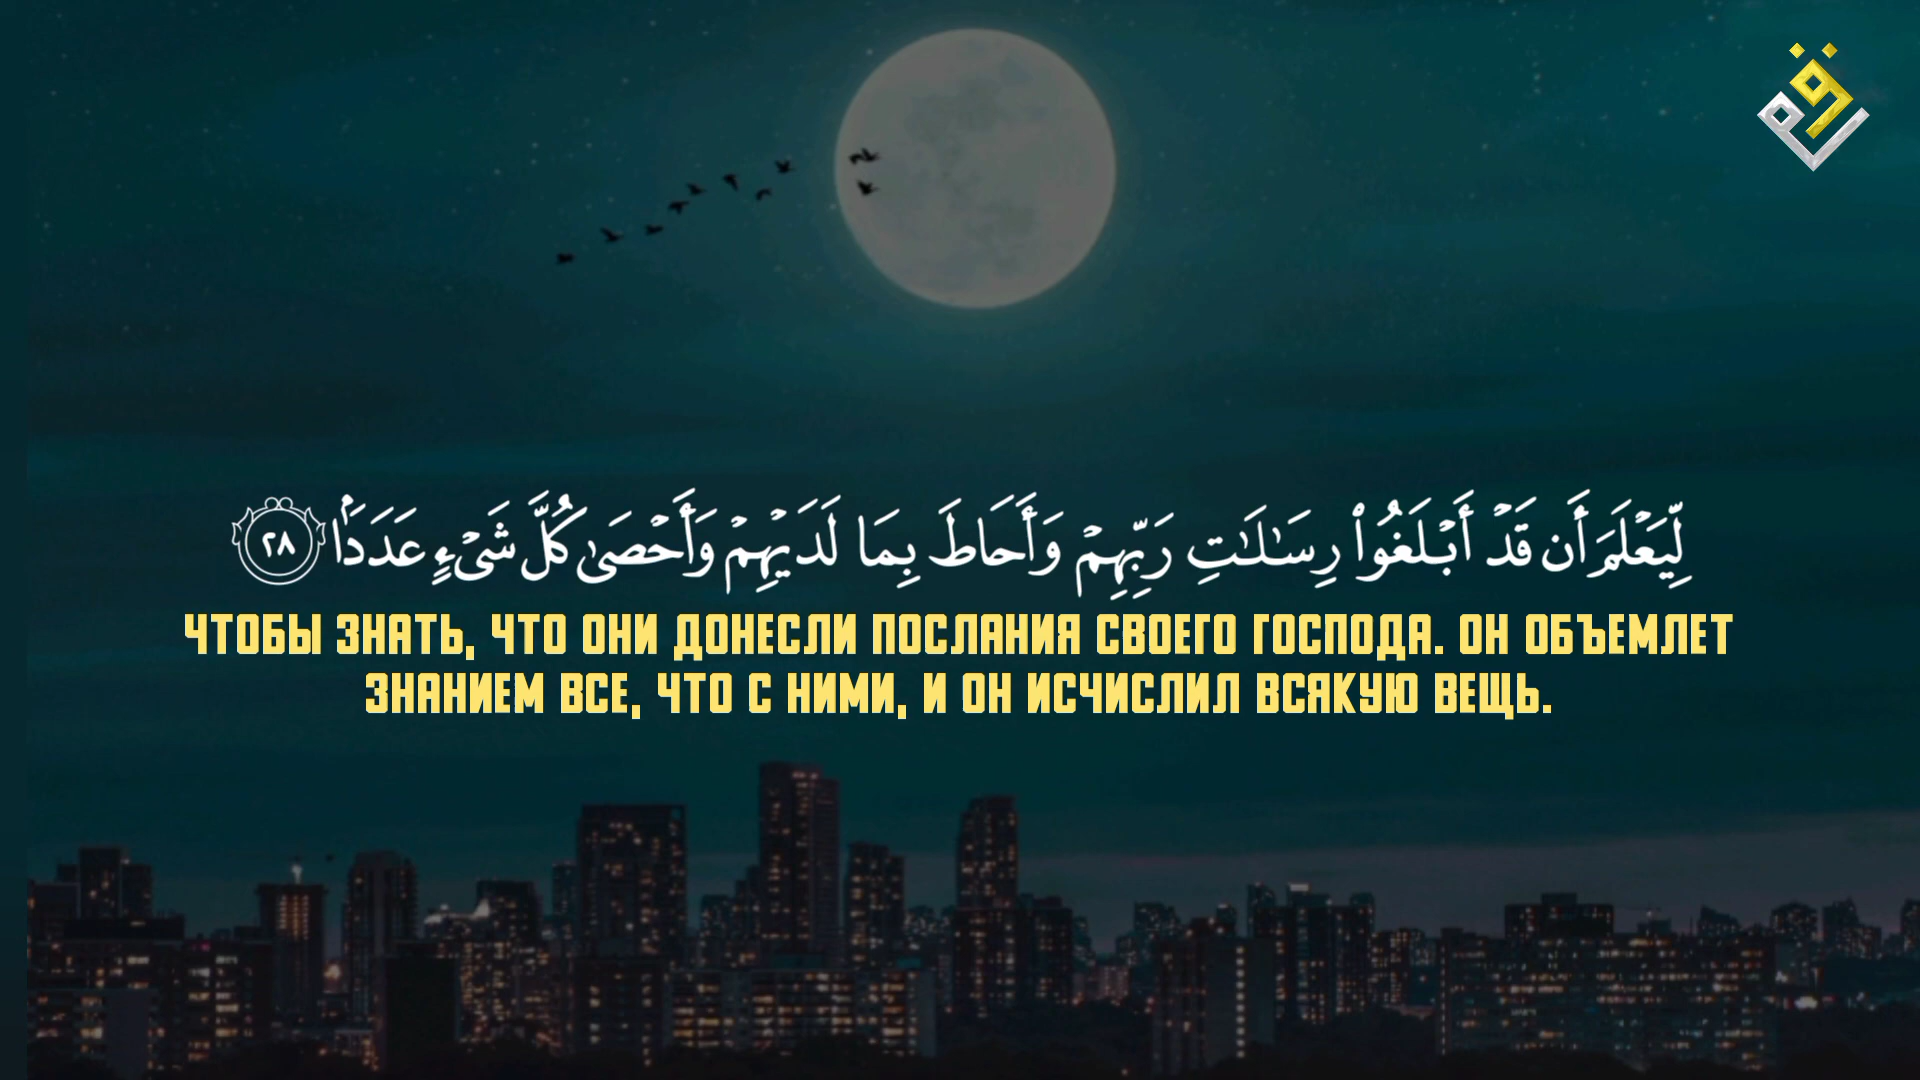 لِّيَعۡلَمَ أَن قَدۡ أَبۡلَغُواْ رِسَٰلَٰتِ رَبِّهِمۡ وَأَحَاطَ بِمَا لَدَيۡهِمۡ وَأَحۡصَىٰ كُلَّ شَيۡءٍ عَدَدَۢا ٢٨
ЧТОБЫ ЗНАТЬ, ЧТО ОНИ ДОНЕСЛИ ПОСЛАНИЯ СВОЕГО ГОСПОДА. ОН ОБЪЕМЛЕТ
ЗНАНИЕМ ВСЕ, ЧТО С НИМИ, И ОН ИСЧИСЛИЛ ВСЯКУЮ ВЕЩЬ.